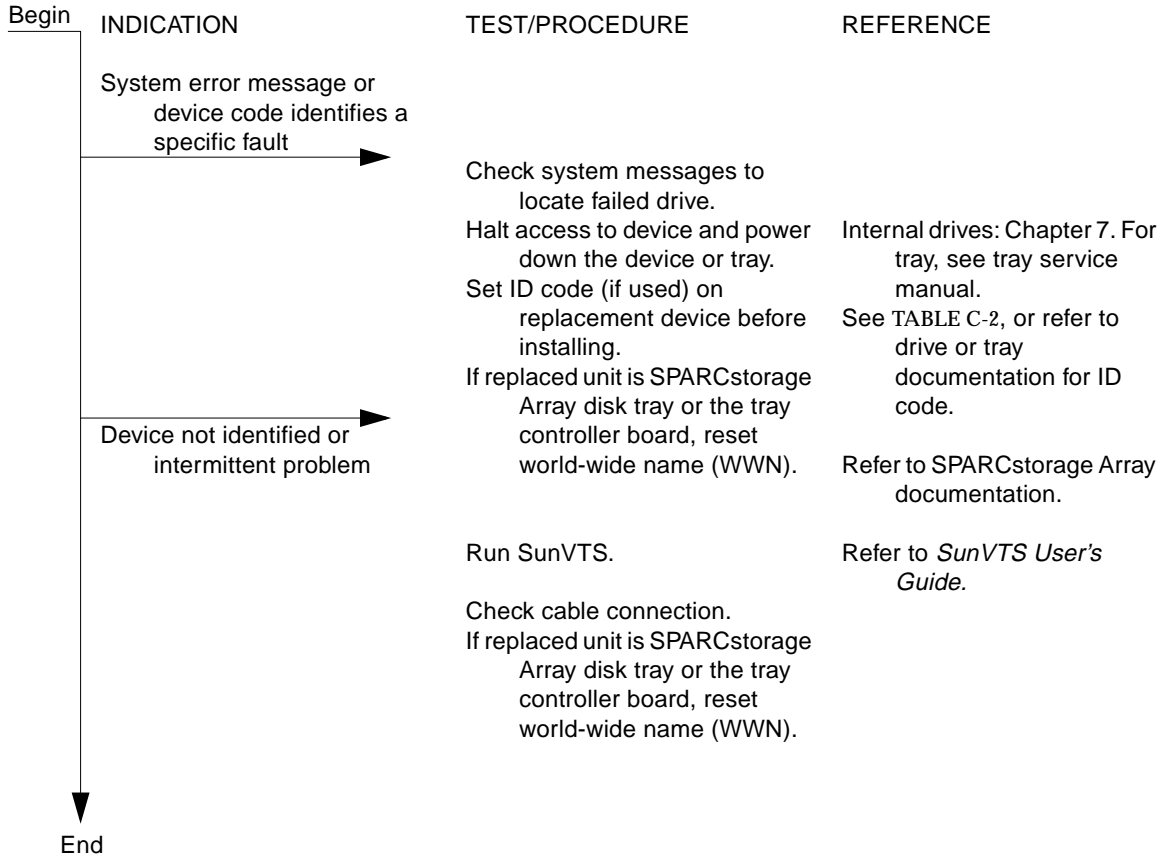 Begin
INDICATION
TEST/PROCEDURE
REFERENCE
System error message or
device code identifies a
specific fault
Check system messages to
locate failed drive.
Halt access to device and power
down the device or tray.
Set ID code (if used) on
replacement device before
installing.
If replaced unit is SPARCstorage
Array disk tray or the tray
controller board, reset
world-wide name (WWN).
Internal drives: Chapter 7. For
tray, see tray service
manual.
See TABLE C-2, or refer to
drive or tray
documentation for ID
code.
Refer to SPARCstorage Array
documentation.
Device not identified or
intermittent problem
Run SunVTS.
Refer to SunVTS User's
Guide.
Check cable connection.
If replaced unit is SPARCstorage
Array disk tray or the tray
controller board, reset
world-wide name (WWN).
End